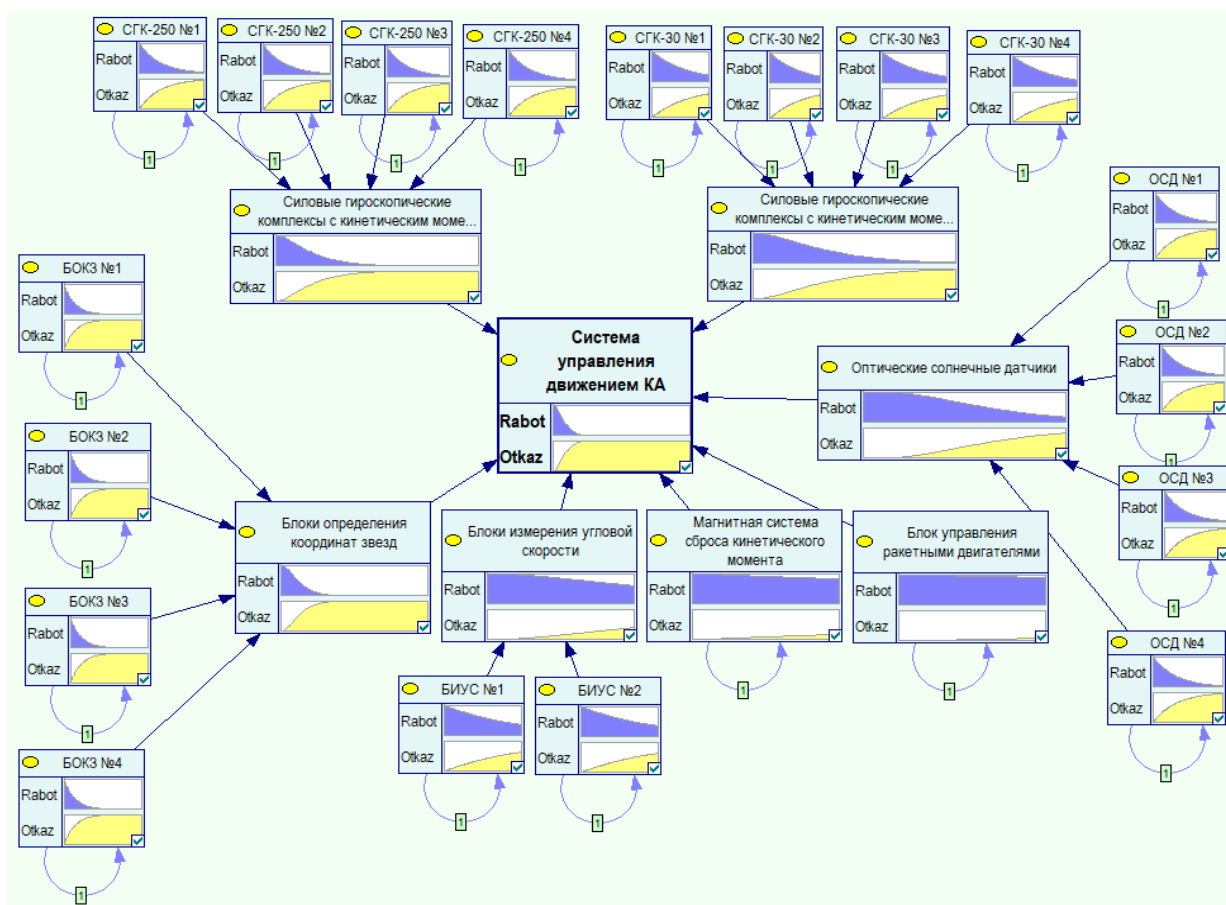 СГК-250 №1
Rabot
Otkaz
1
СГК-250 №2
Rabot
Otkaz
1
СГК-250 №3
Rabot
Otkaz
1
СГК-250 №4
Rabot
Otkaz
1
СГК-30 №1
Rabot
Otkaz
1
СГК-30 №2
Rabot
Otkaz
1
СГК-30 №3
Rabot
Otkaz
1
СГК-30 №4
Rabot
Otkaz
1
Силовые гироскопические
комплексы с кинетическим моме...
Rabot
Otkaz
Силовые гироскопические
комплексы с кинетическим моме...
Rabot
Otkaz
ОСД №1
Rabot
Otkaz
1
БОКЗ №1
Rabot
Otkaz
1
Система
управления
движением КА
Rabot
Otkaz
Оптические солнечные датчики
Rabot
Otkaz
ОСД №2
Rabot
Otkaz
1
БОКЗ №2
Rabot
Otkaz
1
ОСД №3
Rabot
Otkaz
1
Блоки определения
координат звезд
Rabot
Otkaz
Блоки измерения угловой
скорости
Rabot
Otkaz
Магнитная система
сброса кинетического
момента
Rabot
Otkaz
1
Блок управления
ракетными двигателями
Rabot
Otkaz
1
БОКЗ №3
Rabot
Otkaz
1
ОСД №4
Rabot
Otkaz
1
БИУС №1
Rabot
Otkaz
1
БИУС №2
Rabot
Otkaz
1
БОКЗ №4
Rabot
Otkaz
1